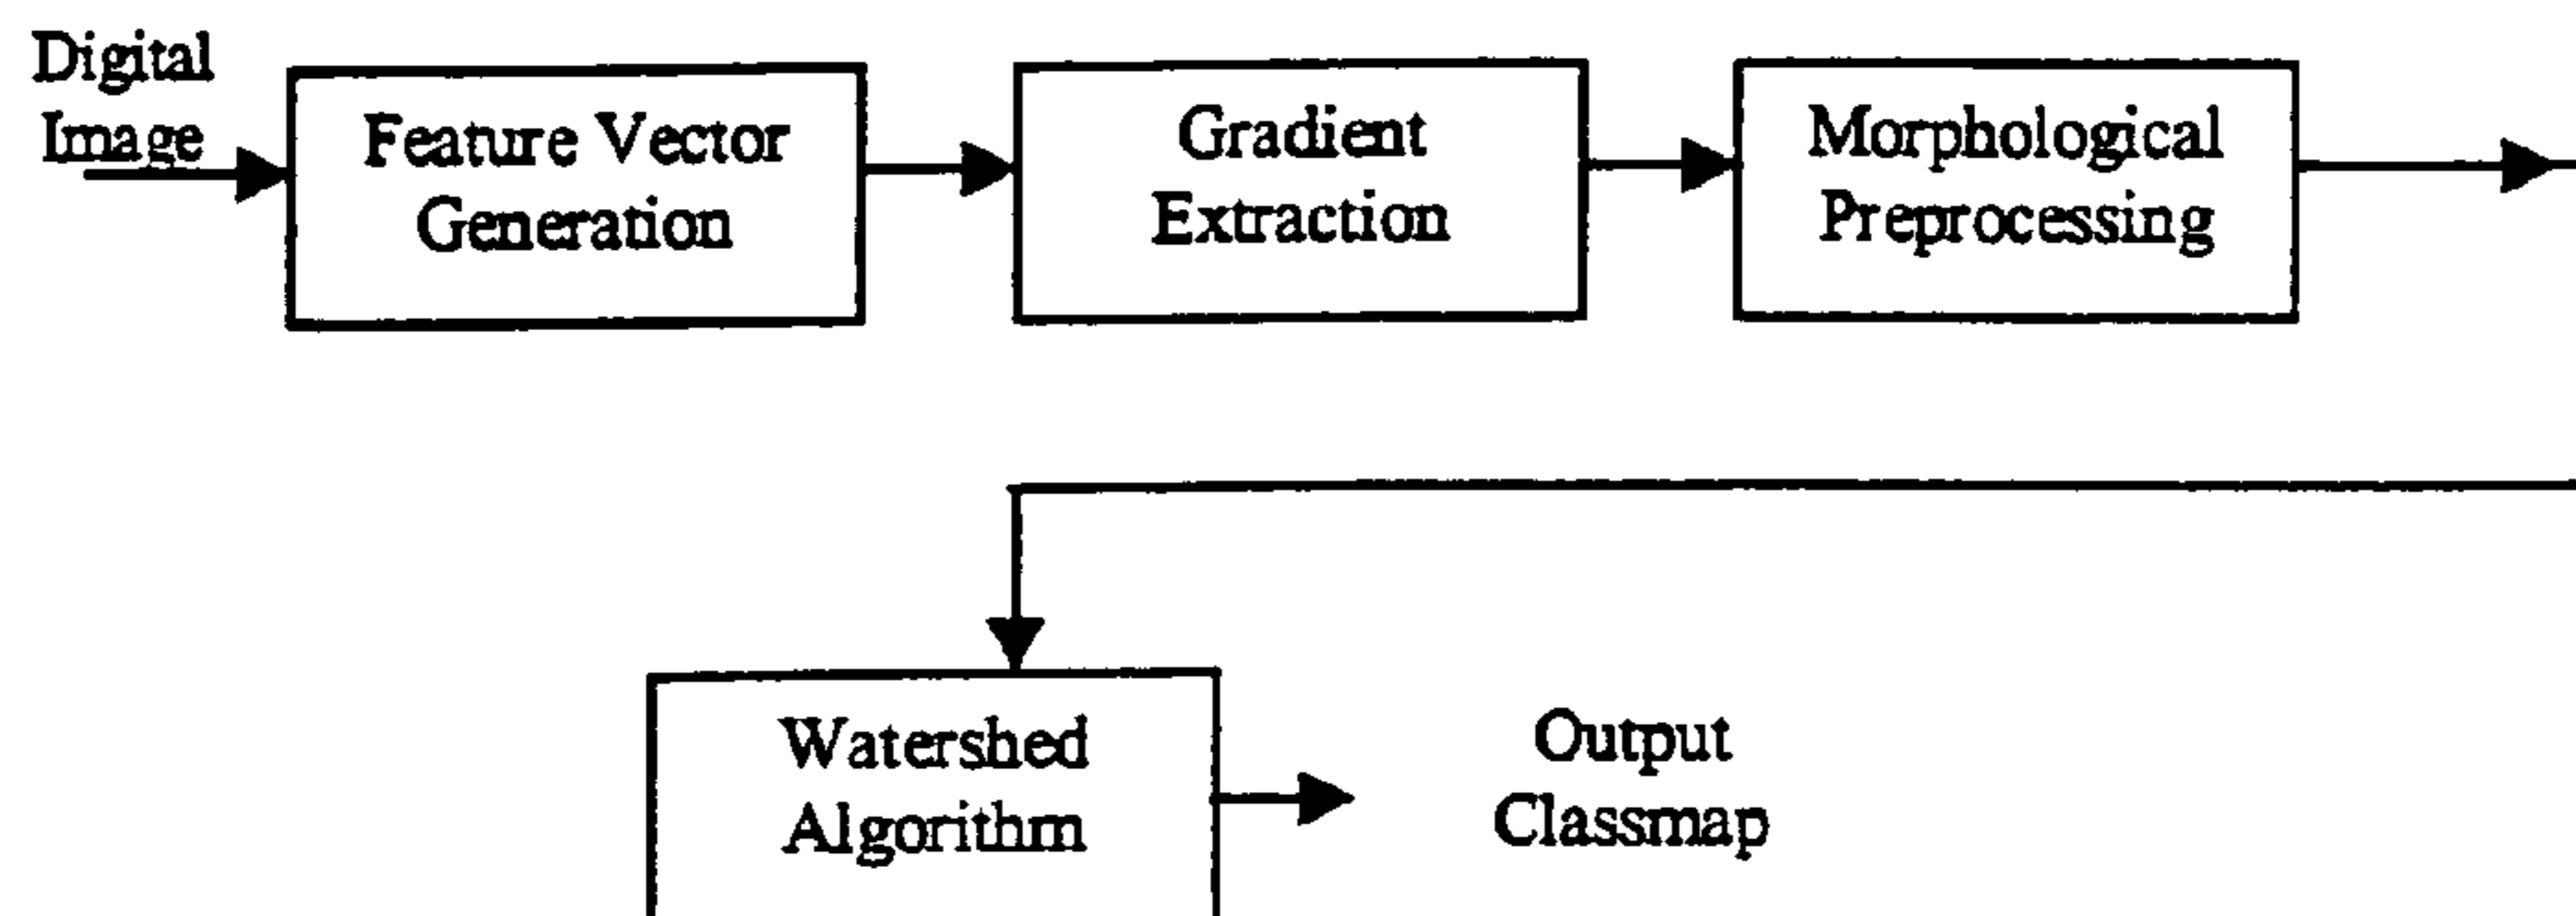 Digital
Image
Feature Vector
Generation
Gradient
Extraction
Morphological
Preprocessing
Watershed
Algorithm
Output
Classmap